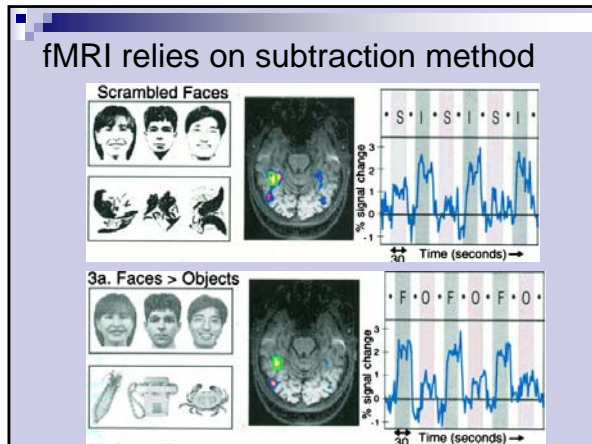 fMRI relies on subtraction method
Scrambled Faces
• S • I • S • I • S • I •
% signal change
3
2
1
0
-1
30
Time (seconds) →
3a. Faces > Objects
• F • O • F • O • F • O •
% signal change
3
2
1
0
-1
30
Time (seconds) →